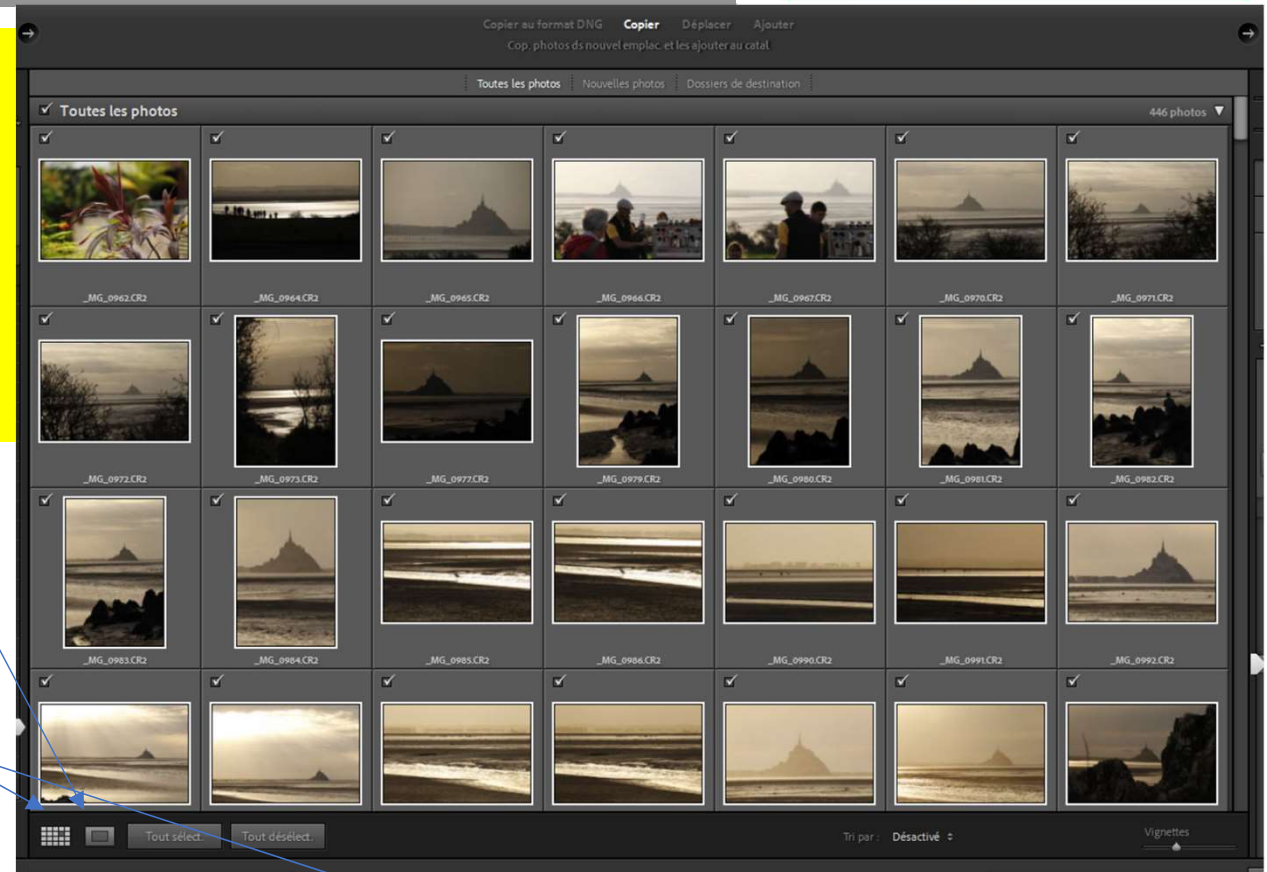 Copier au format DNG Copier Déplacer Ajouter
Cop. photos ds nouvel emplac. et les ajouter au catal.
Toutes les photos Nouvelles photos Dossiers de destination
Toutes les photos 446 photos
_MG_0962.CR2 _MG_0964.CR2 _MG_0965.CR2 _MG_0966.CR2 _MG_0967.CR2 _MG_0970.CR2 _MG_0971.CR2
_MG_0972.CR2 _MG_0973.CR2 _MG_0977.CR2 _MG_0979.CR2 _MG_0980.CR2 _MG_0981.CR2 _MG_0982.CR2
_MG_0983.CR2 _MG_0984.CR2 _MG_0985.CR2 _MG_0986.CR2 _MG_0990.CR2 _MG_0991.CR2 _MG_0992.CR2
Tout sélect. Tout désélect. Tri par : Désactivé Vignettes